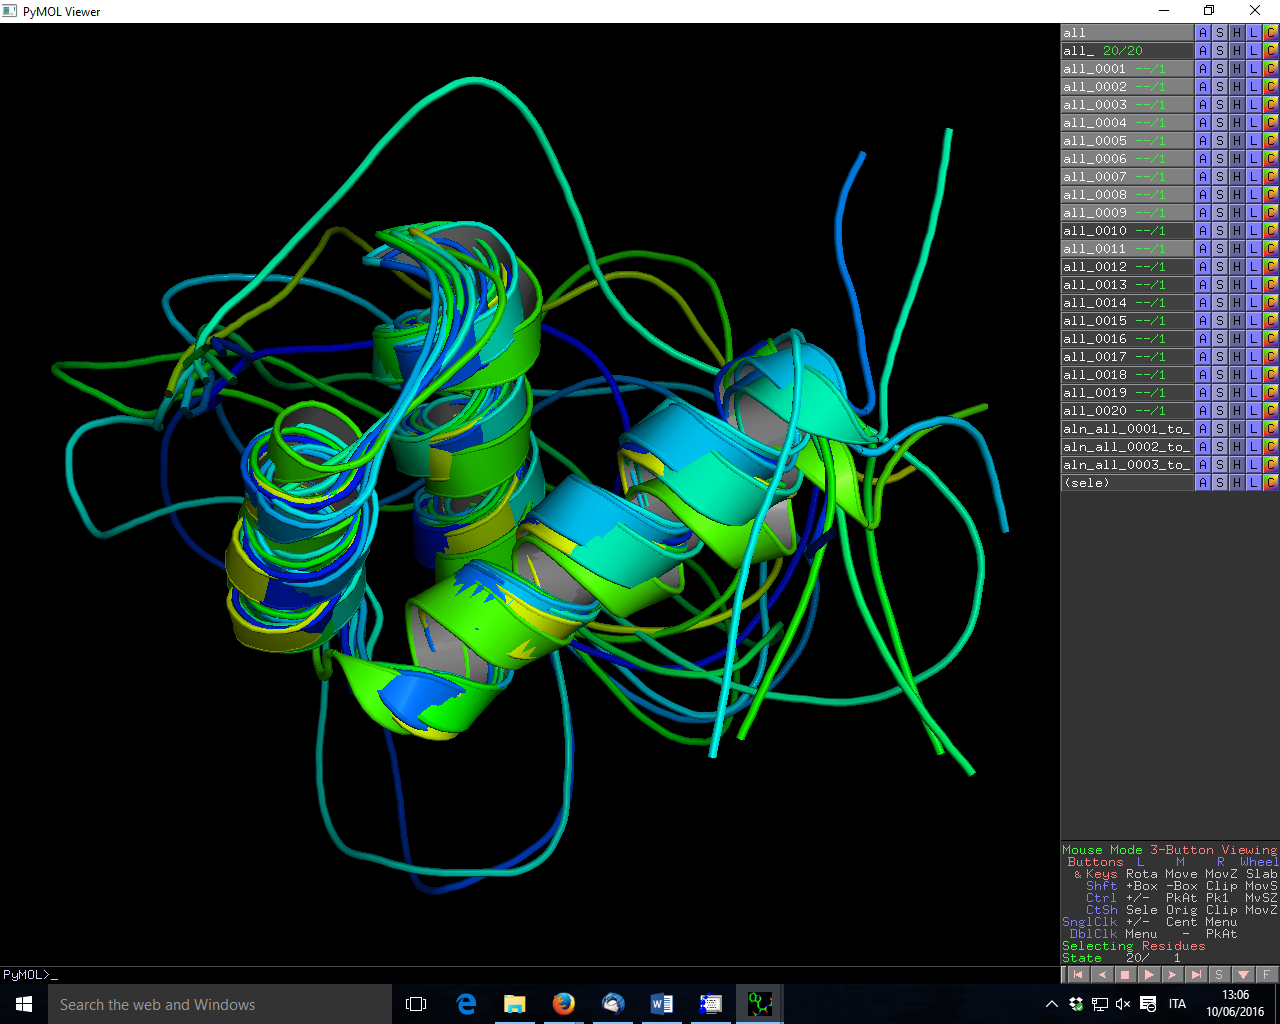 PyMOL Viewer
all A S H L C
all_ 20/20 A S H L C
all_0001 --/1 A S H L C
all_0002 --/1 A S H L C
all_0003 --/1 A S H L C
all_0004 --/1 A S H L C
all_0005 --/1 A S H L C
all_0006 --/1 A S H L C
all_0007 --/1 A S H L C
all_0008 --/1 A S H L C
all_0009 --/1 A S H L C
all_0010 --/1 A S H L C
all_0011 --/1 A S H L C
all_0012 --/1 A S H L C
all_0013 --/1 A S H L C
all_0014 --/1 A S H L C
all_0015 --/1 A S H L C
all_0016 --/1 A S H L C
all_0017 --/1 A S H L C
all_0018 --/1 A S H L C
all_0019 --/1 A S H L C
all_0020 --/1 A S H L C
aln_all_0001_to_ A S H L C
aln_all_0002_to_ A S H L C
aln_all_0003_to_ A S H L C
(sele) A S H L C
Mouse Mode 3-Button Viewing
Buttons L M R Wheel
& Keys Rota Move MovZ Slab
Shft +Box -Box Clip MovS
Ctrl +/- PkAt Pk1 MvSZ
CtSh Sele Orig Clip MovZ
SnglClk +/- Cent Menu
DblClk Menu - PkAt
Selecting Residues
State 20/ 1
PyMOL>_
S F
Search the web and Windows
ITA
13:06
10/06/2016